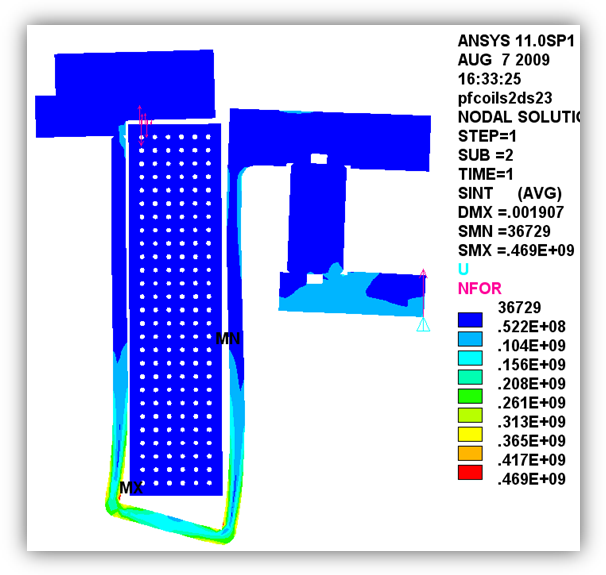 ANSYS 11.0SP1
AUG 7 2009
16:33:25
pfcoils2ds23
NODAL SOLUTI
STEP=1
SUB =2
TIME=1
SINT (AVG)
DMX =.001907
SMN =36729
SMX =.469E+09
U
NFOR
36729
.522E+08
.104E+09
.156E+09
.208E+09
.261E+09
.313E+09
.365E+09
.417E+09
.469E+09
MN
MX